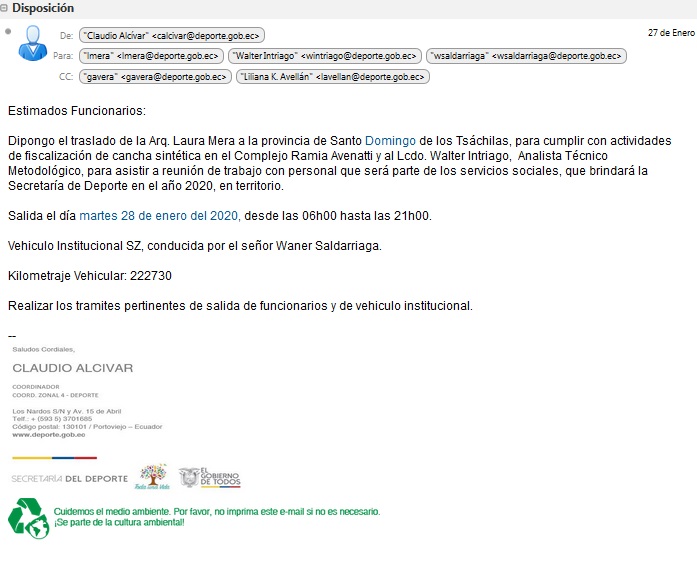 Disposición
De: "Claudio Alcívar" <calcivar@deporte.gob.ec>
27 de Enero
Para: "lmera" <lmera@deporte.gob.ec> "Walter Intriago" <wintriago@deporte.gob.ec> "wsaldarriaga" <wsaldarriaga@deporte.gob.ec>
CC: "gavera" <gavera@deporte.gob.ec> "Liliana K. Avellán" <lavellan@deporte.gob.ec>
Estimados Funcionarios:
Dipongo el traslado de la Arq. Laura Mera a la provincia de Santo Domingo de los Tsáchilas, para cumplir con actividades
de fiscalización de cancha sintética en el Complejo Ramia Avenatti y al Lcdo. Walter Intriago, Analista Técnico
Metodológico, para asistir a reunión de trabajo con personal que será parte de los servicios sociales, que brindará la
Secretaría de Deporte en el año 2020, en territorio.
Salida el día martes 28 de enero del 2020, desde las 06h00 hasta las 21h00.
Vehiculo Institucional SZ, conducida por el señor Waner Saldarriaga.
Kilometraje Vehicular: 222730
Realizar los tramites pertinentes de salida de funcionarios y de vehiculo institucional.
--
Saludos Cordiales,
CLAUDIO ALCIVAR
COORDINADOR
COORD. ZONAL 4 - DEPORTE
Los Nardos S/N y Av. 15 de Abril
Telf.: + (593 5) 3701685
Código postal: 130101 / Portoviejo – Ecuador
www.deporte.gob.ec
SECRETARÍA DEL DEPORTE
EL GOBIERNO DE TODOS
Cuidemos el medio ambiente. Por favor, no imprima este e-mail si no es necesario.
¡Se parte de la cultura ambiental!